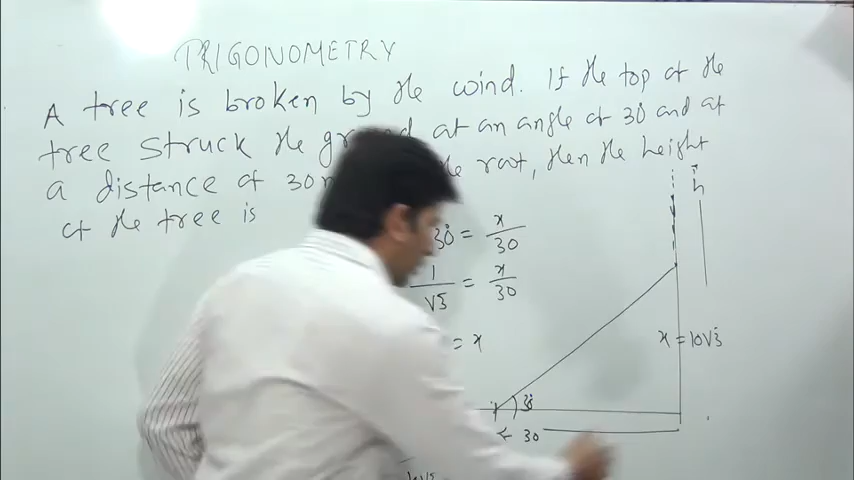 TRIGONOMETRY
A tree is broken by the wind. If the top of the
tree struck the ground at an angle of 30 and at
a distance of 30 the root, then the height
of the tree is
30° = x/30
1/√3 = x/30
= x
h
x = 10√3
30
← 30